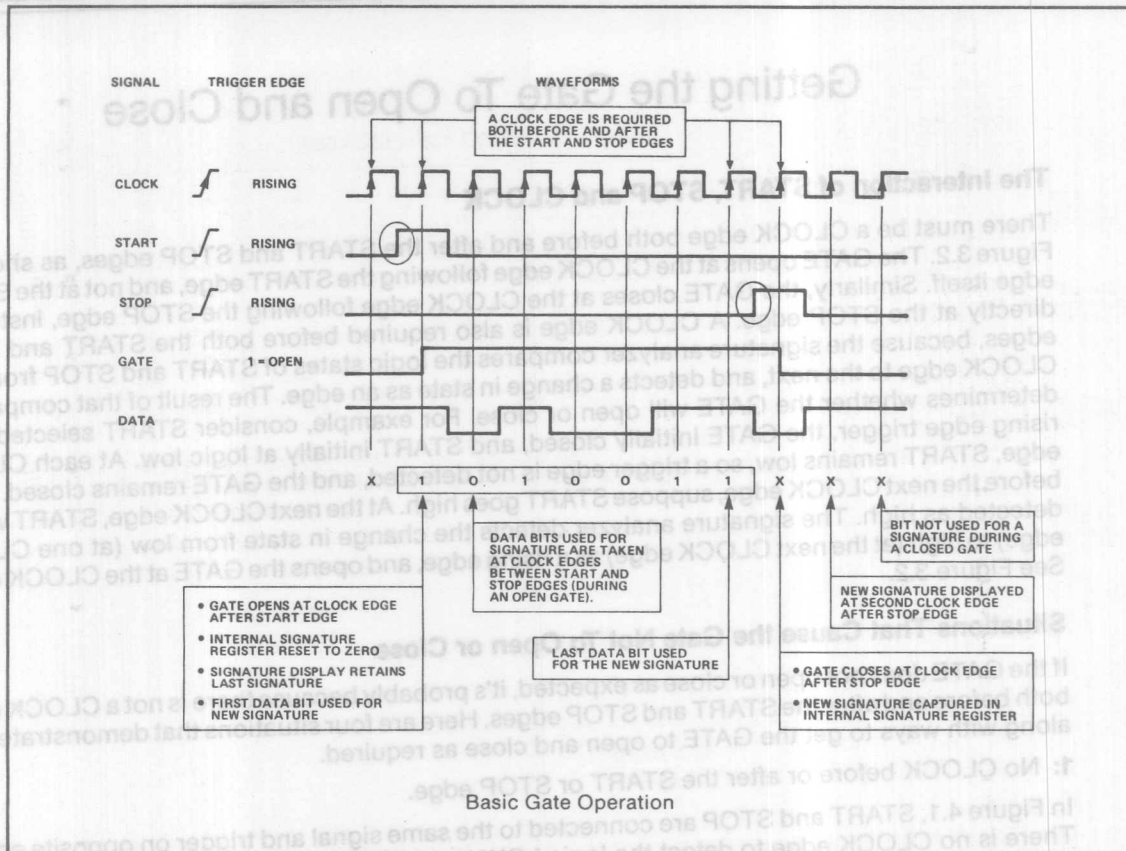 SIGNAL TRIGGER EDGE WAVEFORMS
A CLOCK EDGE IS REQUIRED
BOTH BEFORE AND AFTER
THE START AND STOP EDGES
CLOCK RISING
START RISING
STOP RISING
GATE 1 = OPEN
DATA
X 1 0 1 0 0 1 1 X X X
DATA BITS USED FOR
SIGNATURE ARE TAKEN
AT CLOCK EDGES
BETWEEN START AND
STOP EDGES (DURING
AN OPEN GATE).
BIT NOT USED FOR A
SIGNATURE DURING
A CLOSED GATE
NEW SIGNATURE DISPLAYED
AT SECOND CLOCK EDGE
AFTER STOP EDGE
• GATE OPENS AT CLOCK EDGE
AFTER START EDGE
• INTERNAL SIGNATURE
REGISTER RESET TO ZERO
• SIGNATURE DISPLAY RETAINS
LAST SIGNATURE
• FIRST DATA BIT USED FOR
NEW SIGNATURE
LAST DATA BIT USED
FOR THE NEW SIGNATURE
• GATE CLOSES AT CLOCK EDGE
AFTER STOP EDGE
• NEW SIGNATURE CAPTURED IN
INTERNAL SIGNATURE REGISTER
Basic Gate Operation
Getting the Gate To Open and Close
The Interaction of START, STOP and CLOCK
There must be a CLOCK edge both before and after the START and STOP edges, as
Figure 3.2. The GATE opens at the CLOCK edge following the START edge, and not at the
edge itself. Similarly, the GATE closes at the CLOCK edge following the STOP edge,
directly at the STOP edge. A CLOCK edge is also required before both the START and
edges, because the signature analyzer compares the logic states of START and STOP
CLOCK edge to the next, and detects a change in state as an edge. The result of that
determines whether the GATE will open or close. For example, consider START selected
rising edge trigger, the GATE initially closed, and START initially at logic low. At each
edge, START remains low, so a trigger edge is not detected, and the GATE remains closed.
before the next CLOCK edge, suppose START goes high. At the next CLOCK edge, START
detected as high. The signature analyzer detects the change in state from low (at one
at the next CLOCK edge) edge, and opens the GATE at the CLOCK
See Figure 3.2.
Situations That Cause the Gate Not To Open or Close
If the GATE open or close as expected, it's probably because is not a CLOCK
both before START and STOP edges. Here are four situations that demonstrate
along with ways to get the GATE to open and close as required.
1: No CLOCK before or after the START or STOP edge.
In Figure 4.1, START and STOP are connected to the same signal and trigger on opposite
There is no CLOCK edge to detect the